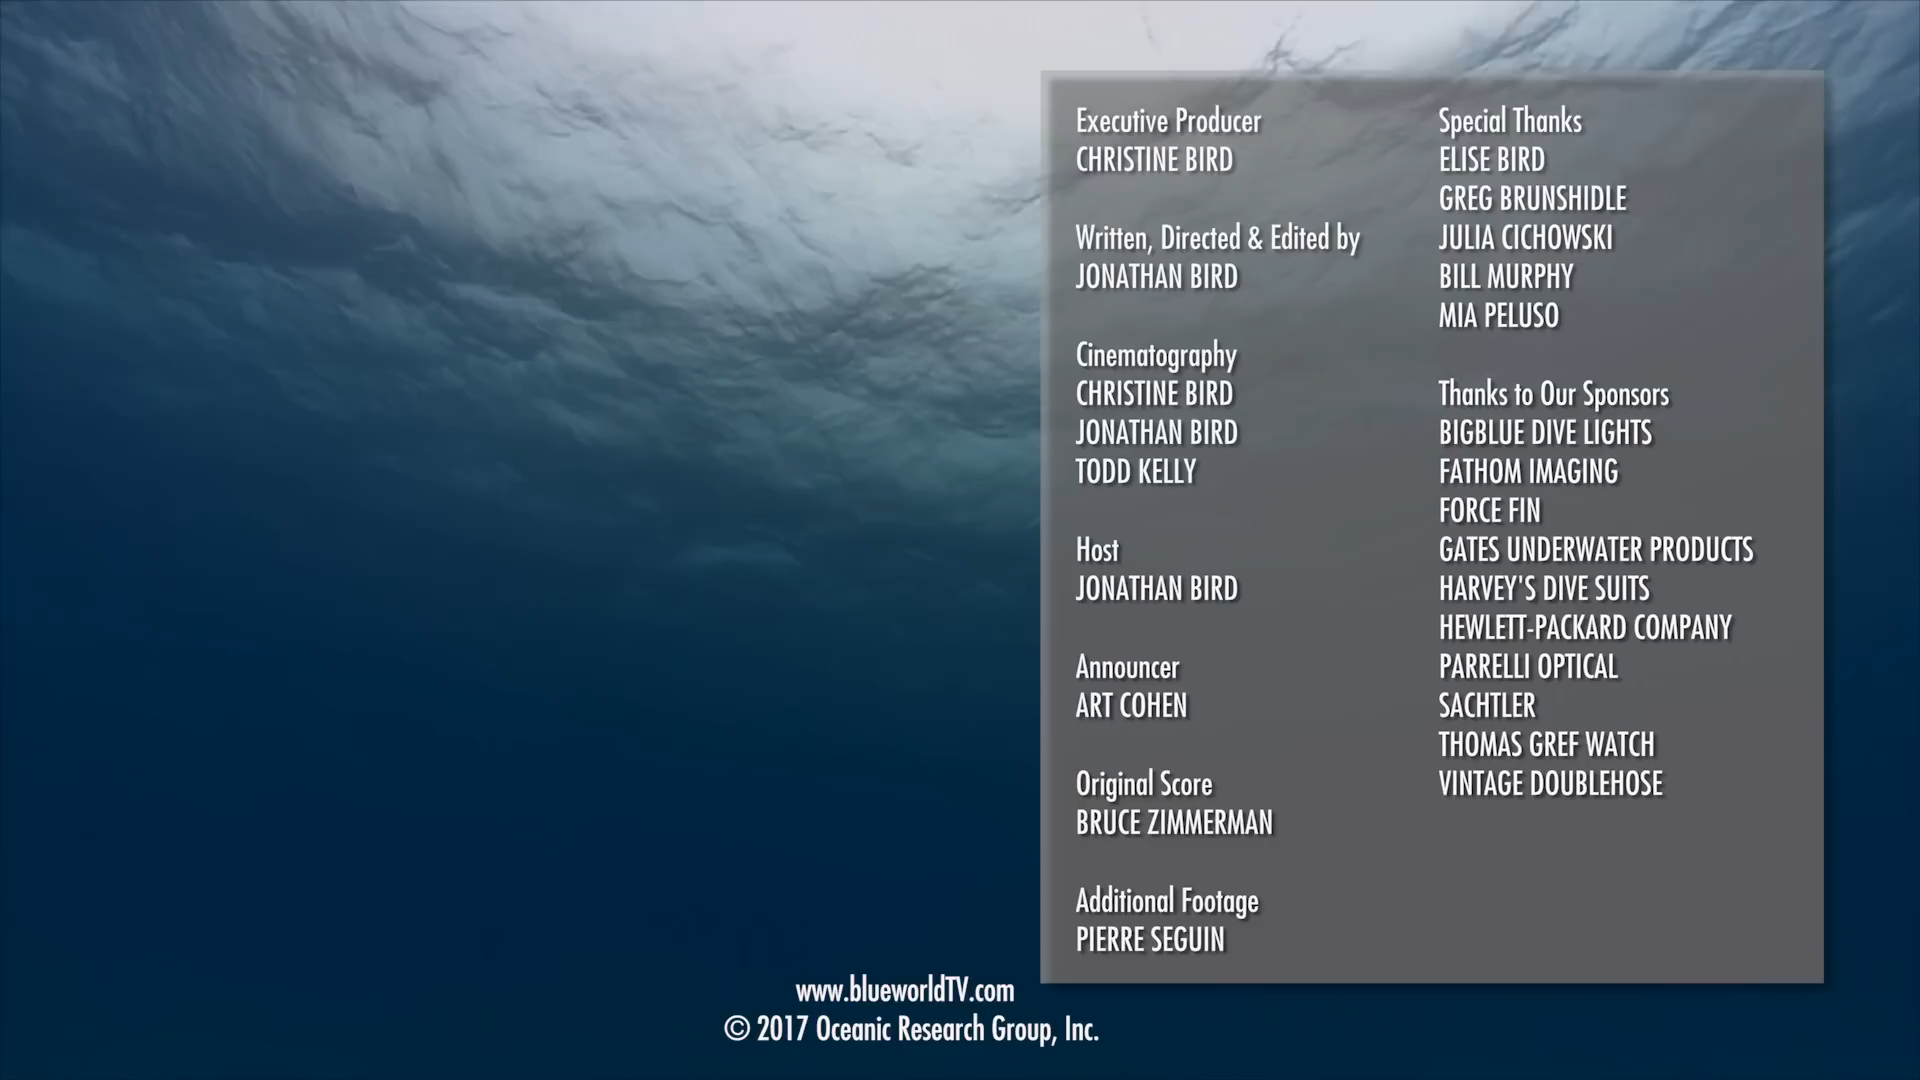 Executive Producer
CHRISTINE BIRD
Written, Directed & Edited by
JONATHAN BIRD
Cinematography
CHRISTINE BIRD
JONATHAN BIRD
TODD KELLY
Host
JONATHAN BIRD
Announcer
ART COHEN
Original Score
BRUCE ZIMMERMAN
Additional Footage
PIERRE SEGUIN
Special Thanks
ELISE BIRD
GREG BRUNSHIDLE
JULIA CICHOWSKI
BILL MURPHY
MIA PELUSO
Thanks to Our Sponsors
BIGBLUE DIVE LIGHTS
FATHOM IMAGING
FORCE FIN
GATES UNDERWATER PRODUCTS
HARVEY'S DIVE SUITS
HEWLETT-PACKARD COMPANY
PARRELLI OPTICAL
SACHTLER
THOMAS GREF WATCH
VINTAGE DOUBLEHOSE
www.blueworldTV.com
© 2017 Oceanic Research Group, Inc.